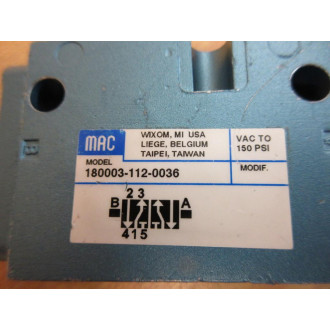 MAC
WIXOM, MI USA
LIEGE, BELGIUM
TAIPEI, TAIWAN
VAC TO
150 PSI
MODEL
180003-112-0036
MODIF.
2 3
B A
4 1 5
B